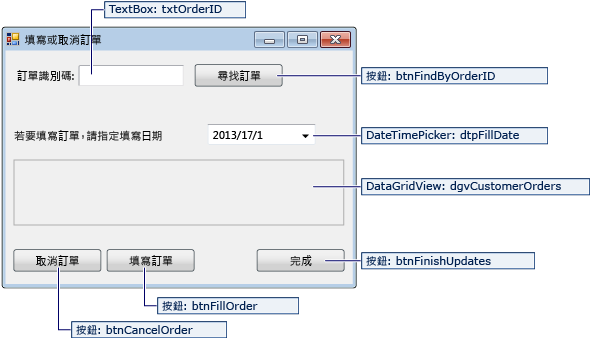 TextBox: txtOrderID
填寫或取消訂單
訂單識別碼:
尋找訂單
按鈕: btnFindByOrderID
若要填寫訂單，請指定填寫日期
2013/17/1
DateTimePicker: dtpFillDate
DataGridView: dgvCustomerOrders
取消訂單
填寫訂單
完成
按鈕: btnFinishUpdates
按鈕: btnFillOrder
按鈕: btnCancelOrder